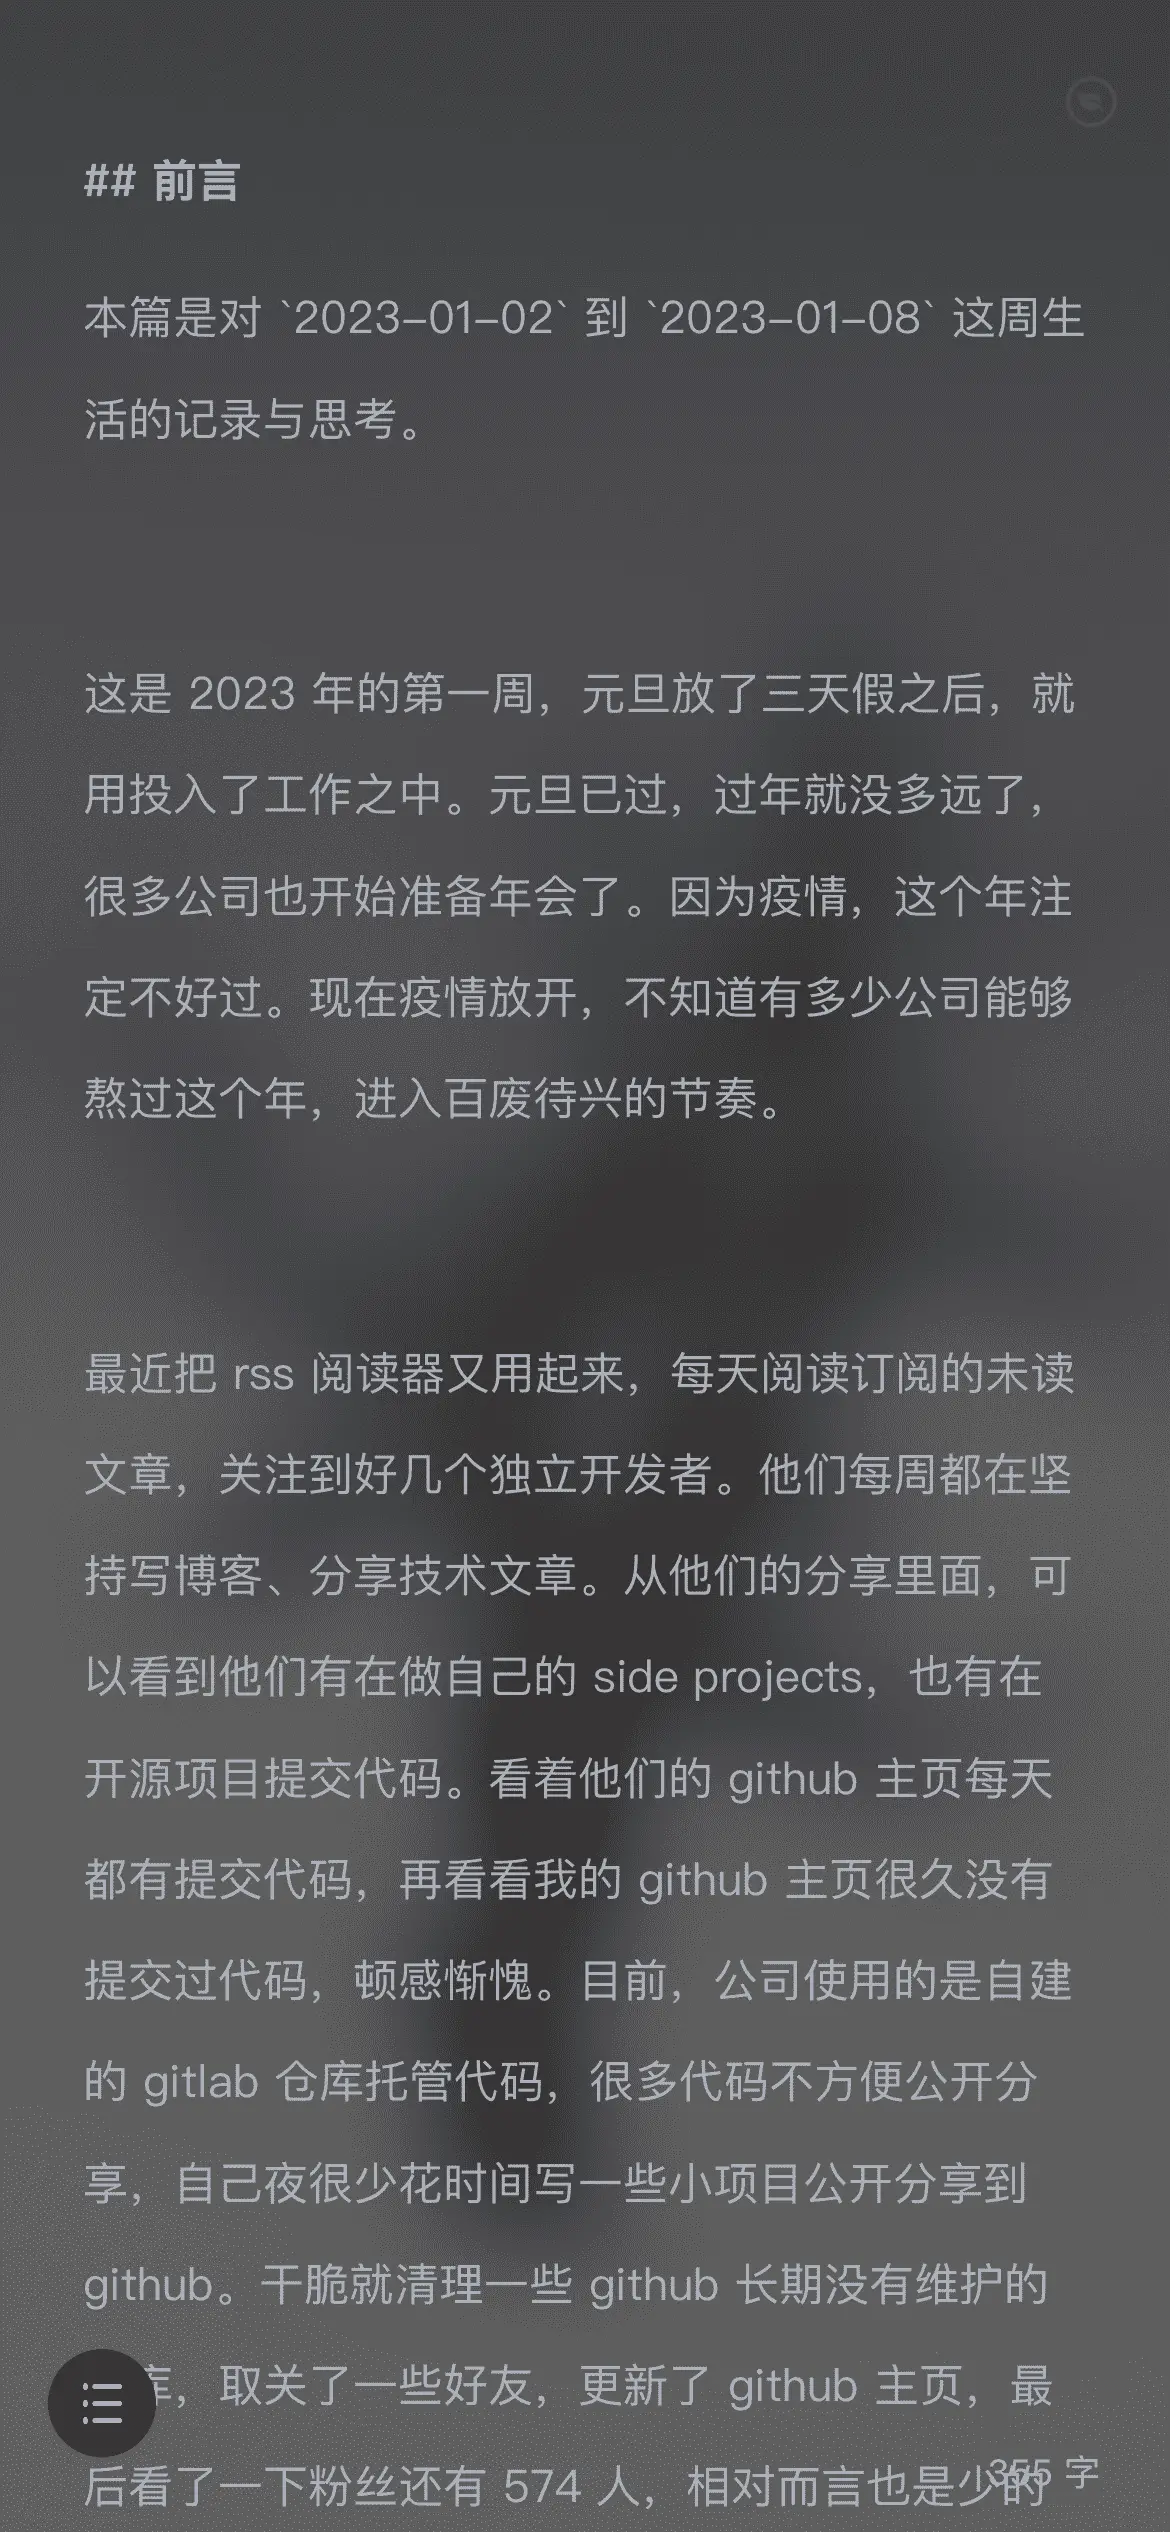 ## 前言
本篇是对 `2023-01-02` 到 `2023-01-08` 这周生
活的记录与思考。
这是 2023 年的第一周，元旦放了三天假之后，就
用投入了工作之中。元旦已过，过年就没多远了，
很多公司也开始准备年会了。因为疫情，这个年注
定不好过。现在疫情放开，不知道有多少公司能够
熬过这个年，进入百废待兴的节奏。
最近把 rss 阅读器又用起来，每天阅读订阅的未读
文章，关注到好几个独立开发者。他们每周都在坚
持写博客、分享技术文章。从他们的分享里面，可
以看到他们有在做自己的 side projects，也有在
开源项目提交代码。看着他们的 github 主页每天
都有提交代码，再看看我的 github 主页很久没有
提交过代码，顿感惭愧。目前，公司使用的是自建
的 gitlab 仓库托管代码，很多代码不方便公开分
享，自己夜很少花时间写一些小项目公开分享到
github。干脆就清理一些 github 长期没有维护的
库，取关了一些好友，更新了 github 主页，最
后看了一下粉丝还有 574 人，相对而言也是少的
355 字